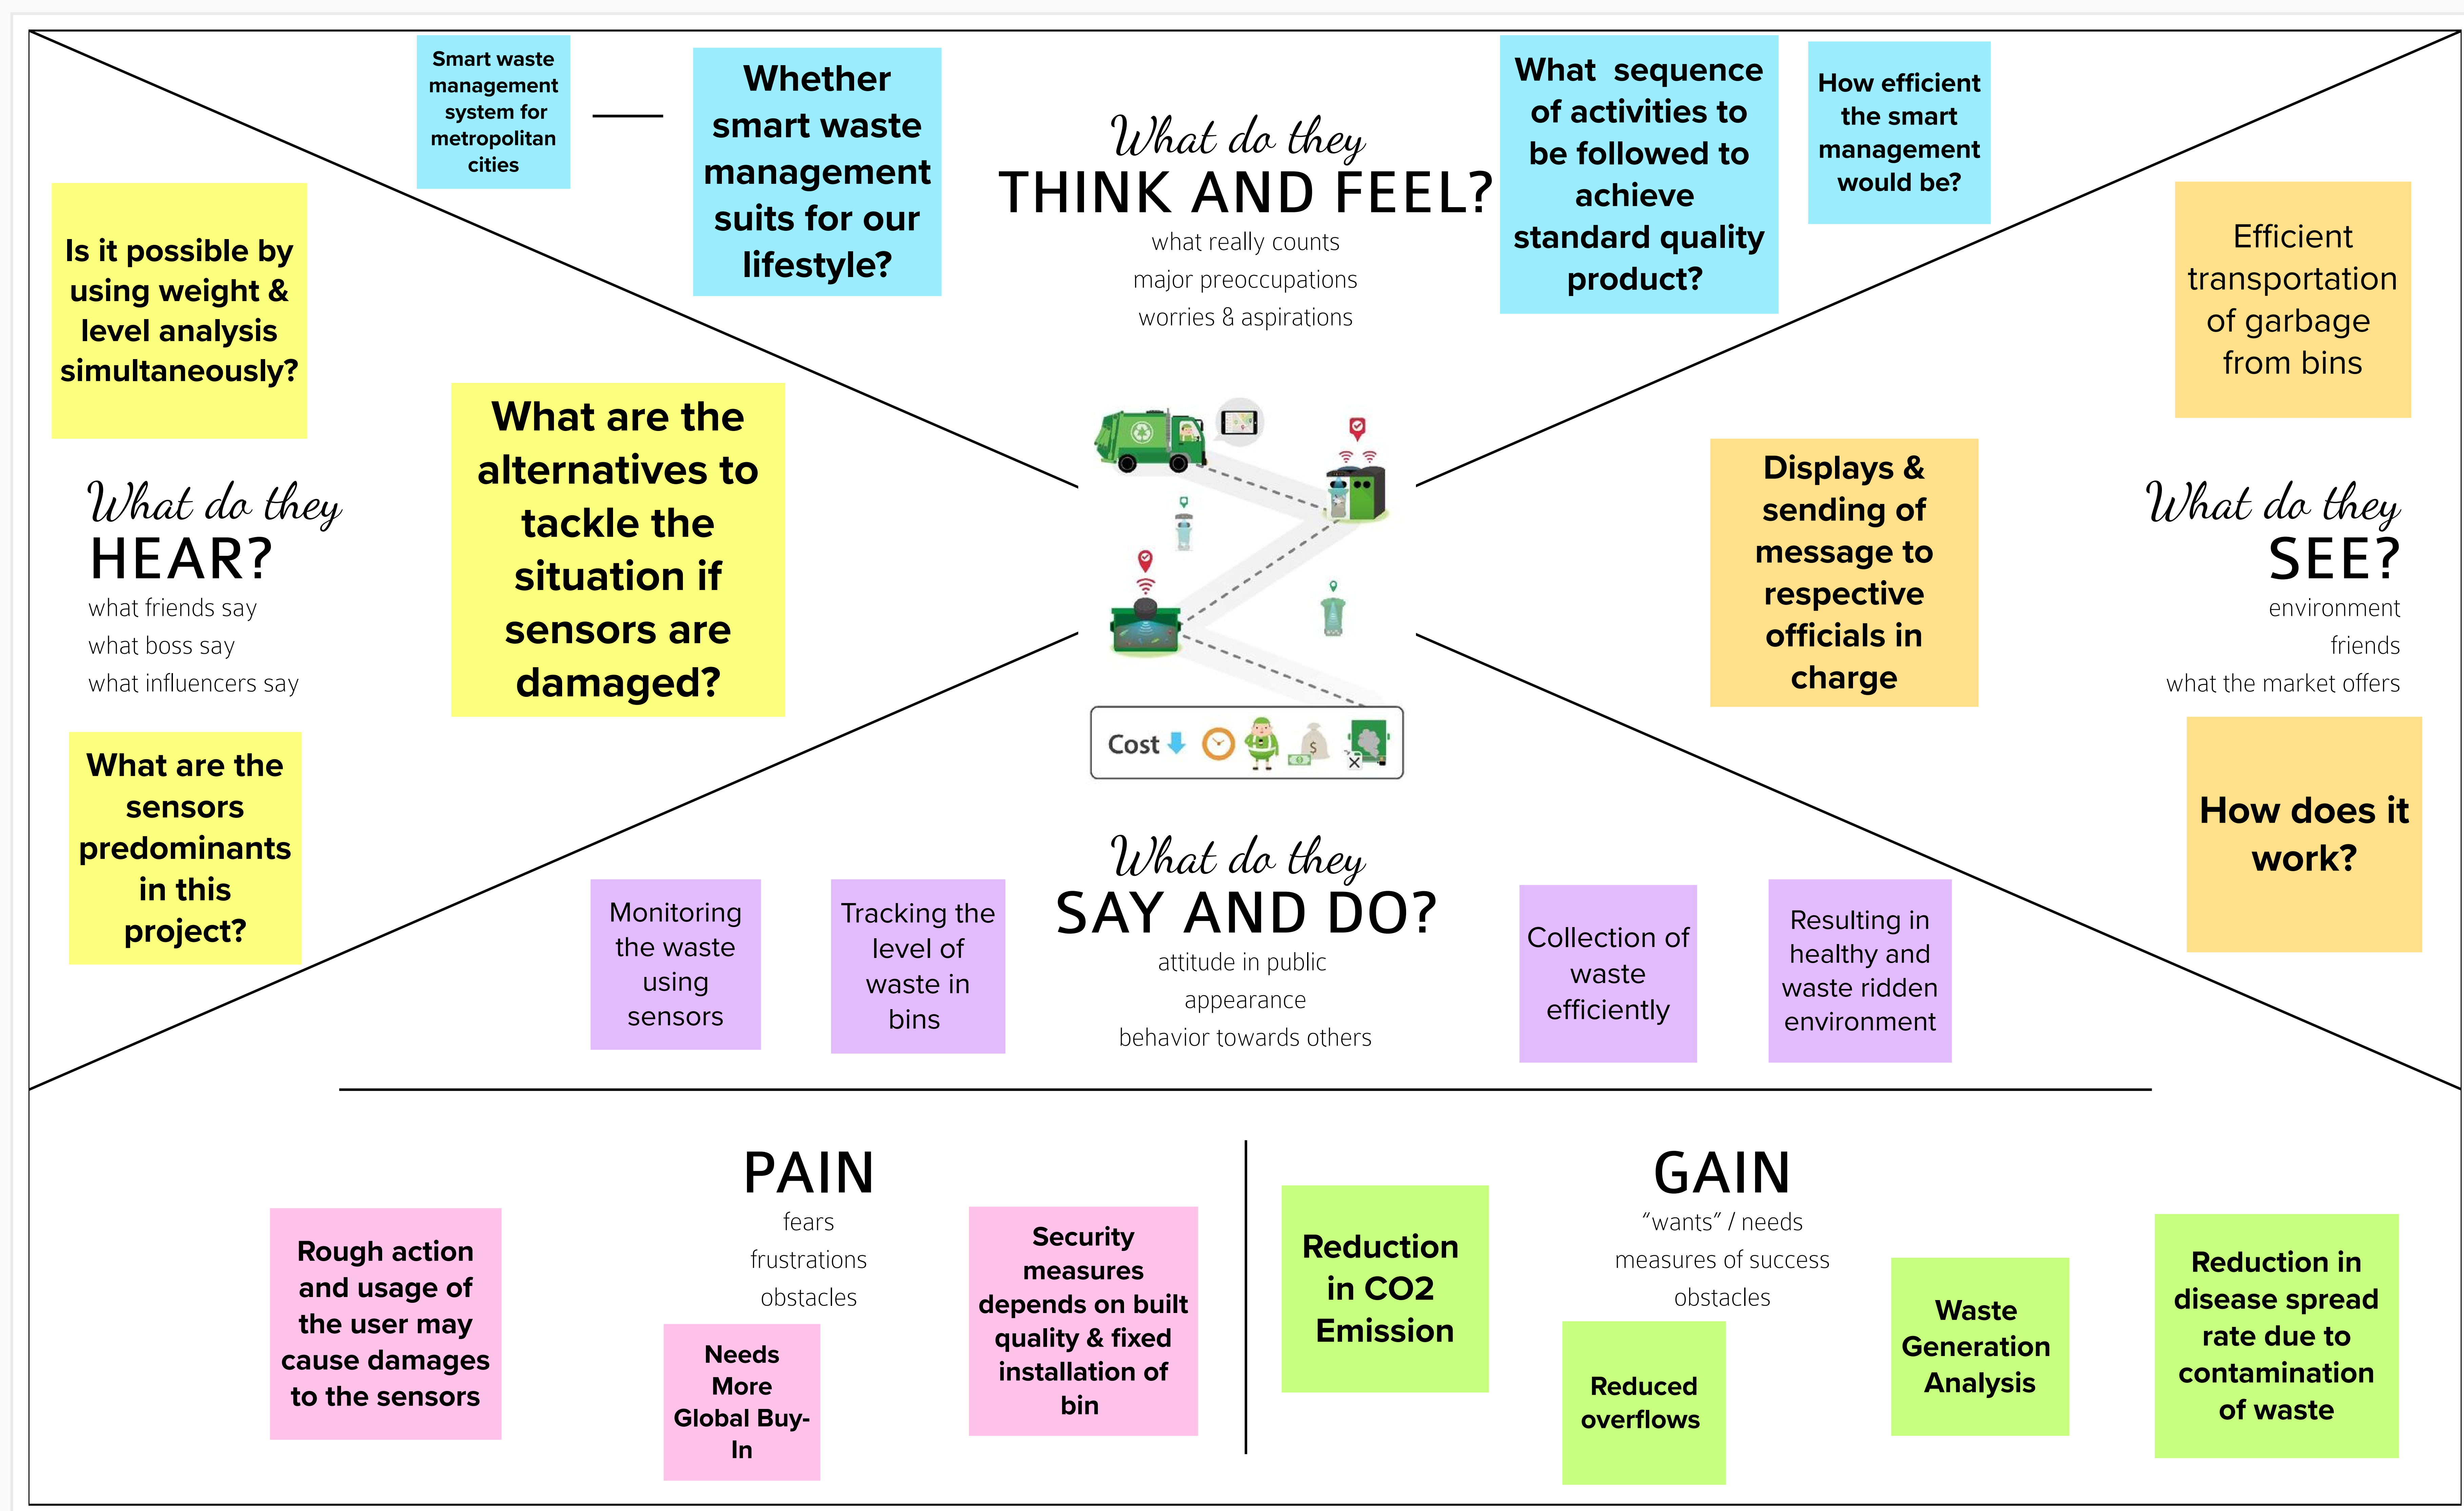 Smart waste
management
system for
metropolitan
cities
Whether
smart waste
management
suits for our
lifestyle?
What do they
THINK AND FEEL?
what really counts
major preoccupations
worries & aspirations
What sequence
of activities to
be followed to
achieve
standard quality
product?
How efficient
the smart
management
would be?
Is it possible by
using weight &
level analysis
simultaneously?
What are the
alternatives to
tackle the
situation if
sensors are
damaged?
What do they
HEAR?
what friends say
what boss say
what influencers say
What are the
sensors
predominants
in this
project?
Efficient
transportation
of garbage
from bins
Displays &
sending of
message to
respective
officials in
charge
What do they
SEE?
environment
friends
what the market offers
How does it
work?
Cost
$
What do they
SAY AND DO?
attitude in public
appearance
behavior towards others
Monitoring
the waste
using
sensors
Tracking the
level of
waste in
bins
Collection of
waste
efficiently
Resulting in
healthy and
waste ridden
environment
PAIN
fears
frustrations
obstacles
Rough action
and usage of
the user may
cause damages
to the sensors
Needs
More
Global Buy-
In
Security
measures
depends on built
quality & fixed
installation of
bin
GAIN
“wants” / needs
measures of success
obstacles
Reduction
in CO2
Emission
Reduced
overflows
Waste
Generation
Analysis
Reduction in
disease spread
rate due to
contamination
of waste